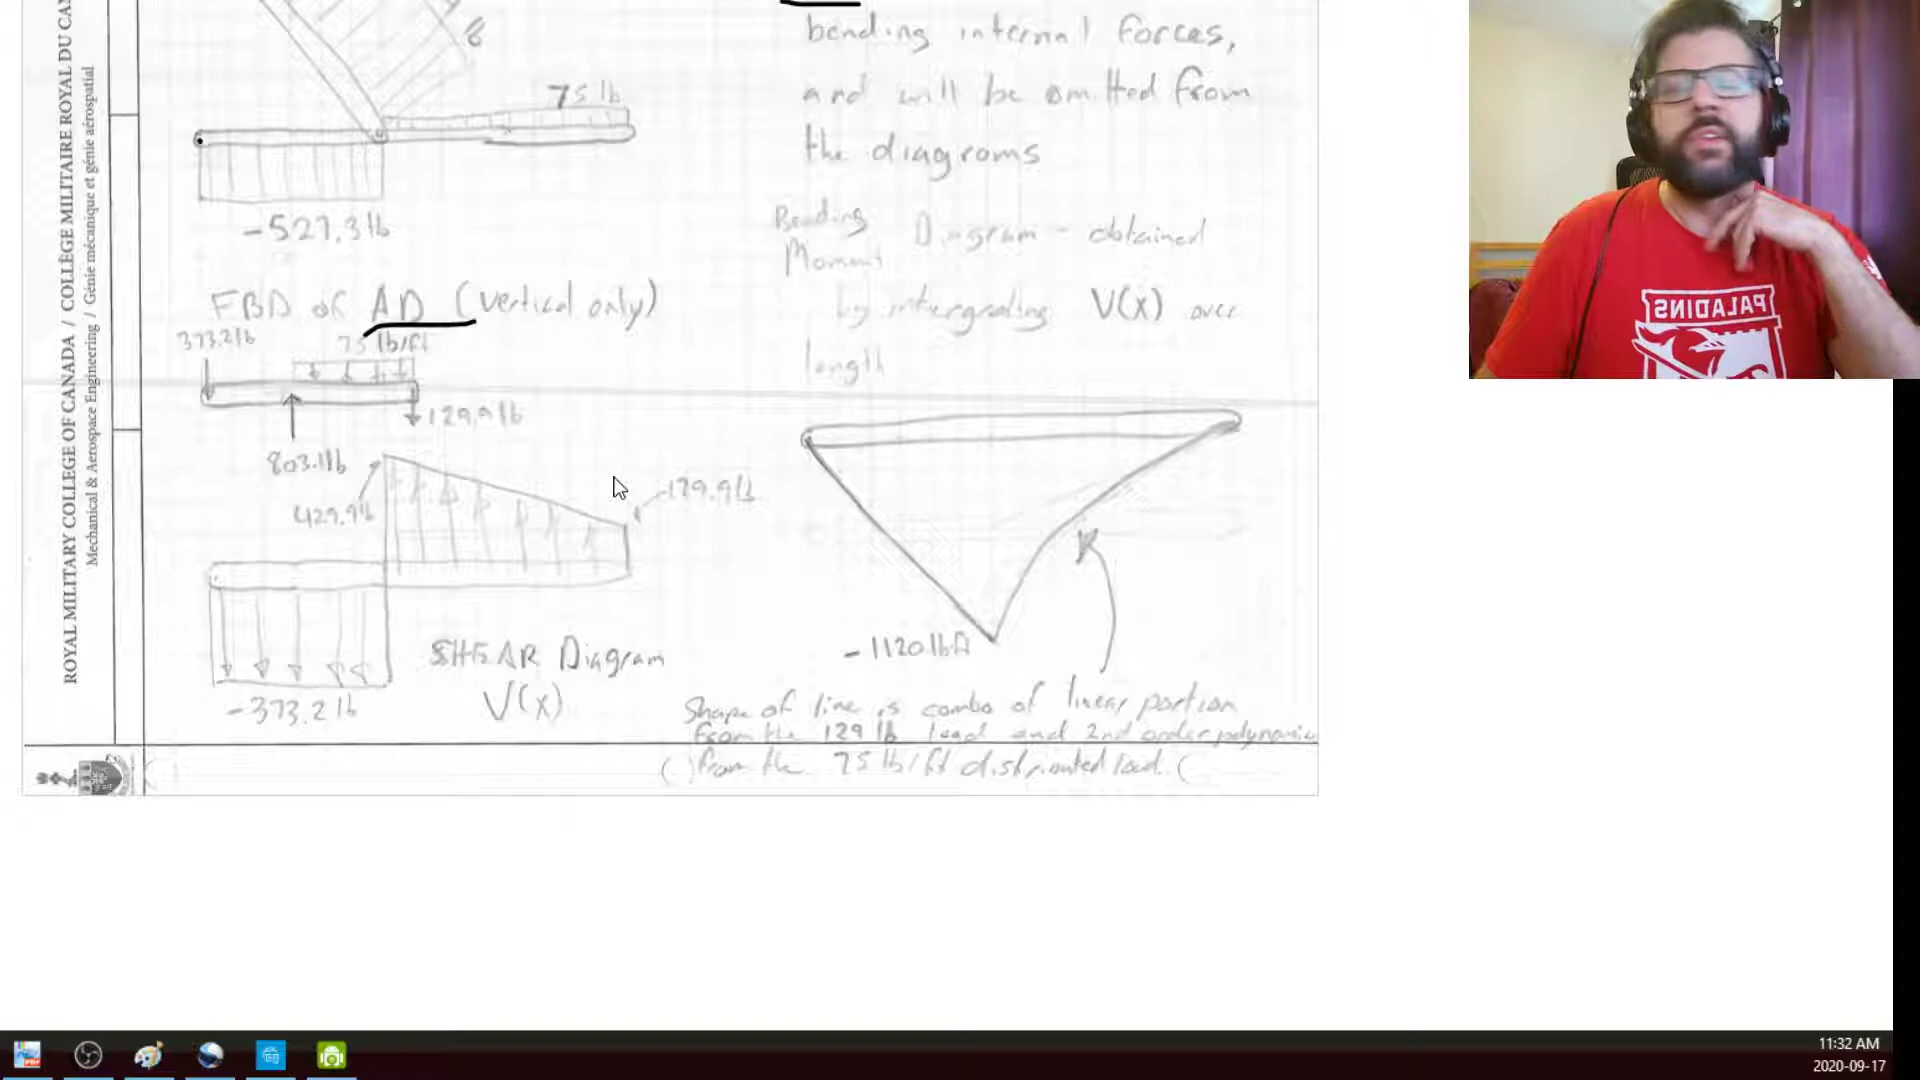 ROYAL MILITARY COLLEGE OF CANADA / COLLÈGE MILITAIRE ROYAL DU CAN
Mechanical & Aerospace Engineering / Génie mécanique et génie aérospatial
8
75 lb
-527.3 lb
FBD of AD (vertical only)
373.2 lb
75 lb/ft
129.9 lb
803.1 lb
429.9 lb
129.9 lb
SHEAR Diagram
V(x)
-373.2 lb
bending internal forces,
and will be omitted from
the diagrams
Bending
Moment
Diagram - obtained
by intergrating V(x) over
length
-1120 lb ft
Shape of line is combo of linear portion
from the 129 lb load and 2nd order polynomia
from the 75 lb/ft distributed load.
PALADINS
11:32 AM
2020-09-17